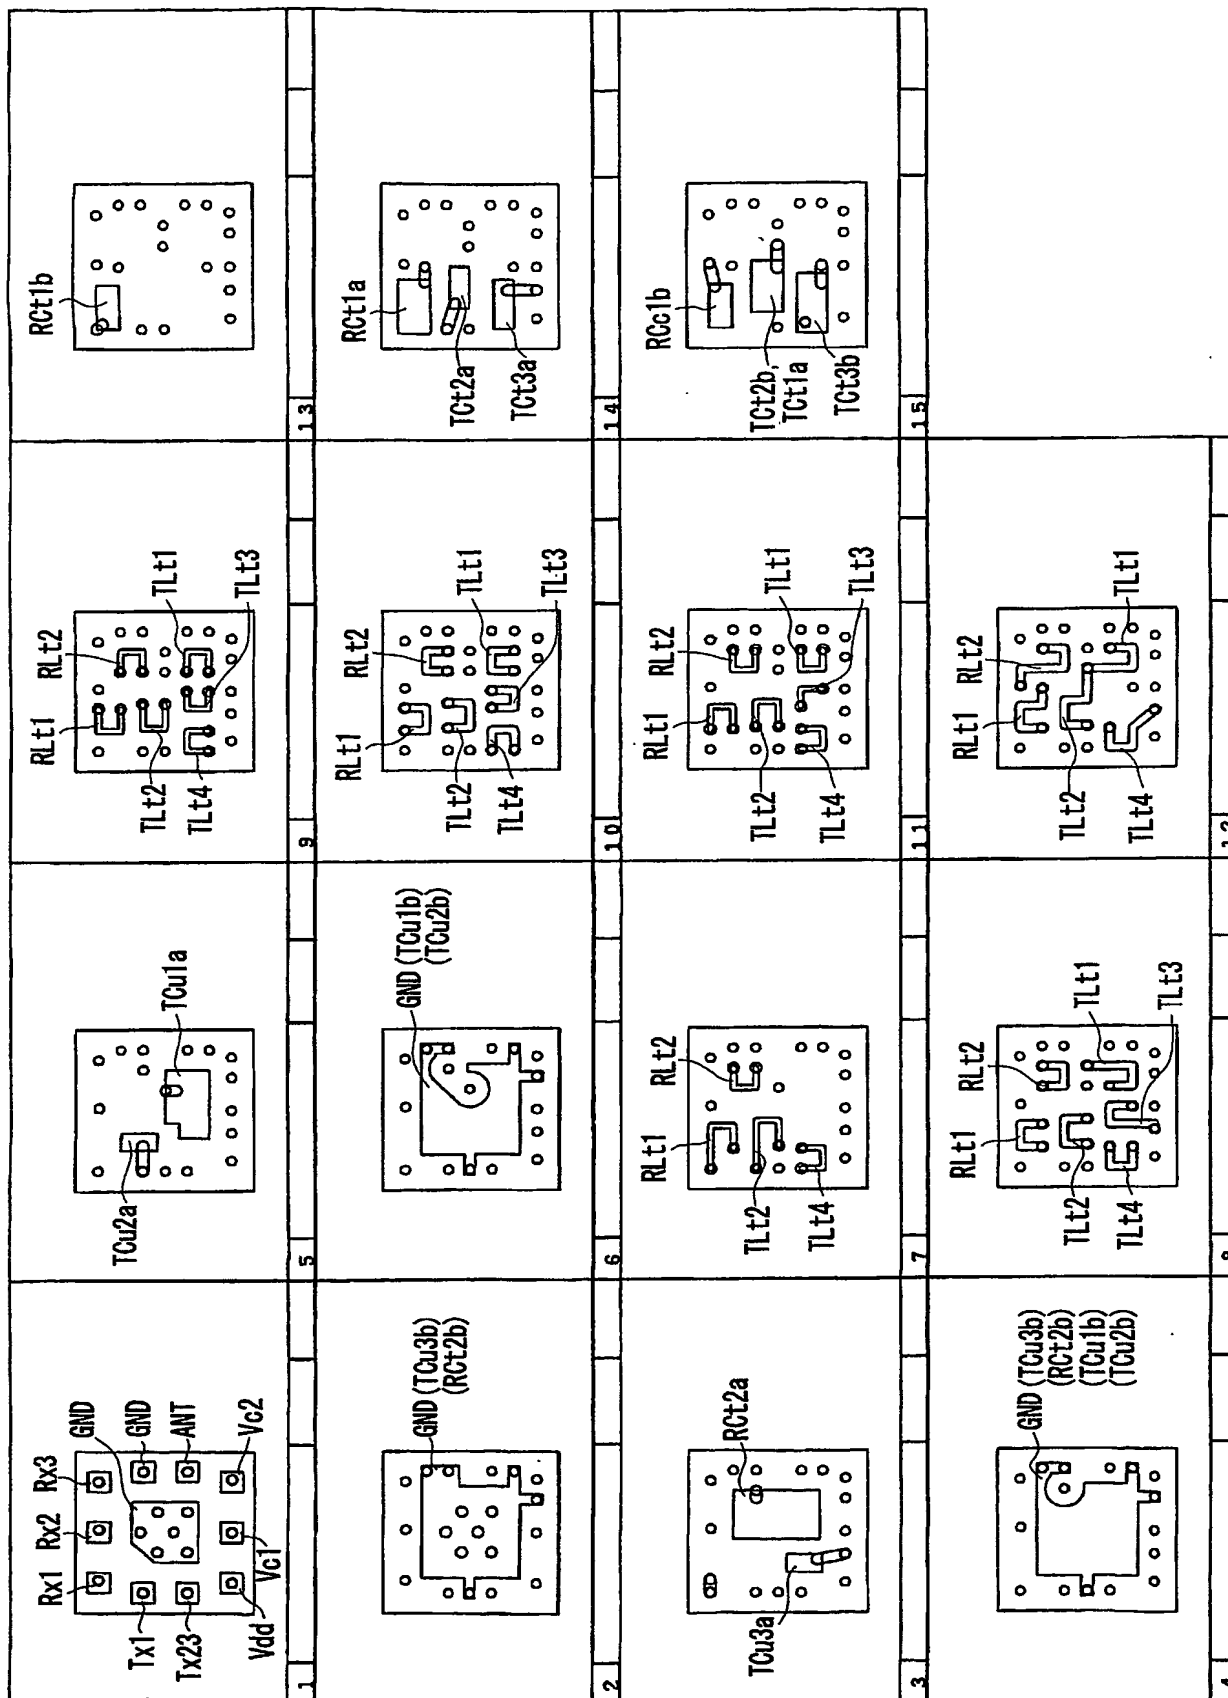 RCt1b
13
RCt1a
TCt2a
TCt3a
14
RCc1b
TCt2b,
TCt1a
TCt3b
15
RLt1
RLt2
TLt1
TLt3
TLt2
TLt4
9
RLt1
RLt2
TLt1
TLt3
TLt2
TLt4
10
RLt1
RLt2
TLt1
TLt3
TLt2
TLt4
11
RLt1
RLt2
TLt1
TLt2
TLt4
12
TCu2a
TCu1a
5
GND (TCu1b)
(TCu2b)
6
RLt1
RLt2
TLt2
TLt4
7
RLt1
RLt2
TLt1
TLt3
TLt2
TLt4
8
Rx1
Rx2
Rx3
GND
GND
ANT
Vc2
Tx1
Tx23
Vdd
Vc1
1
GND (TCu3b)
(RCt2b)
2
RCt2a
TCu3a
3
GND (TCu3b)
(RCt2b)
(TCu1b)
(TCu2b)
4